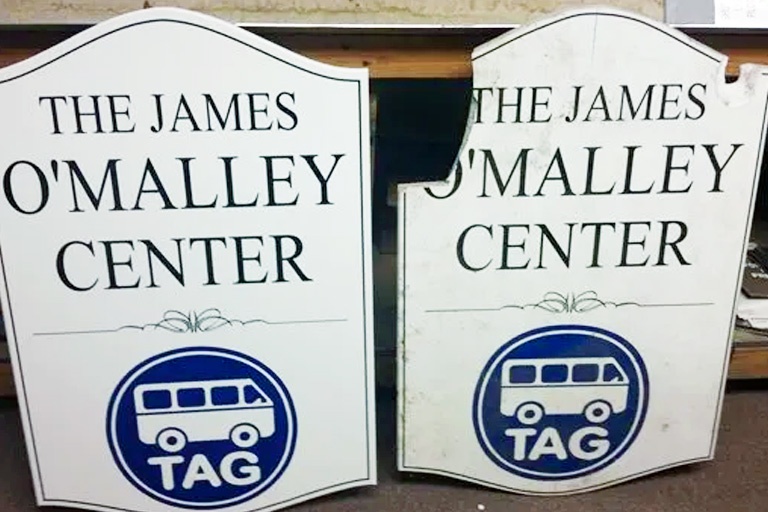 THE JAMES
O'MALLEY
CENTER
TAG
THE JAMES
O'MALLEY
CENTER
TAG